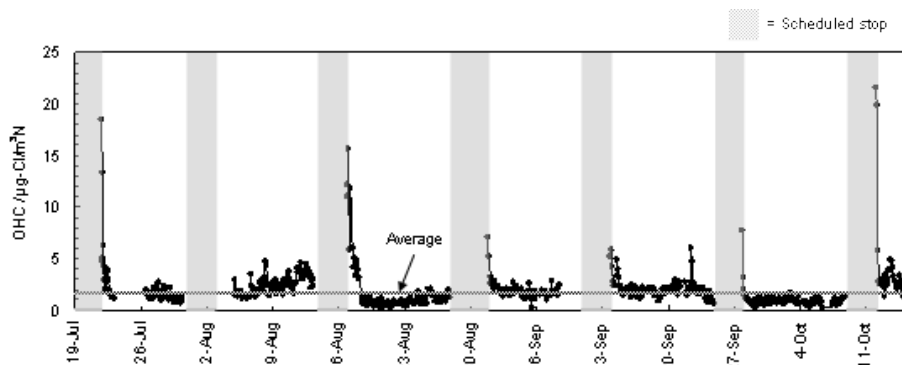 = Scheduled stop
OHC /µg-Cl/m³N
25
20
15
10
5
0
Average
19-Jul
26-Jul
2-Aug
9-Aug
6-Aug
3-Aug
0-Aug
6-Sep
3-Sep
0-Sep
7-Sep
4-Oct
11-Oct